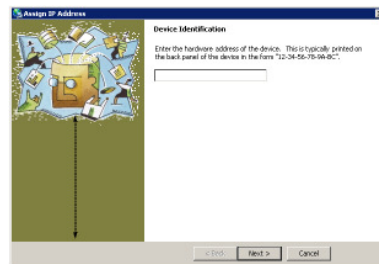 Assign IP Address
Device Identification
Enter the hardware address of the device. This is typically printed on
the back panel of the device in the form "12-34-56-78-9A-BC".
< Back
Next >
Cancel